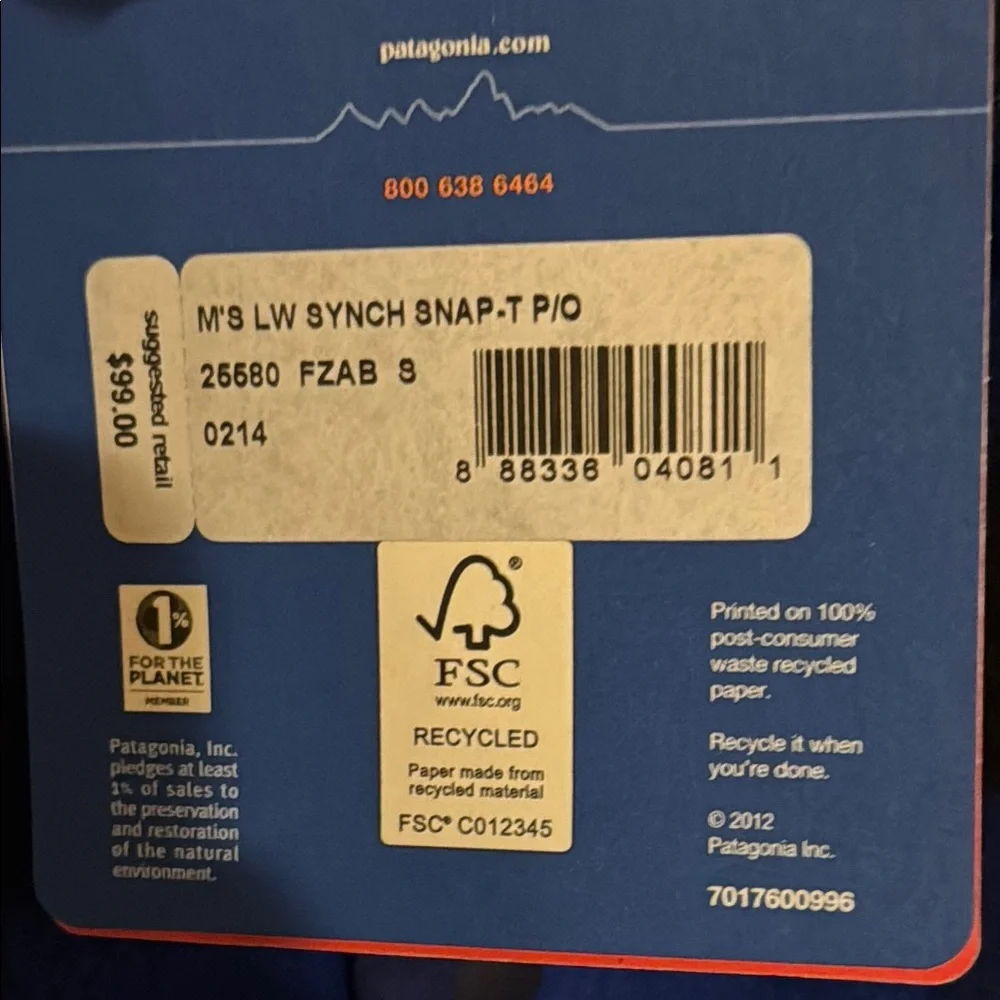 patagonia.com
800 638 6464
suggested retail
$99.00
M'S LW SYNCH SNAP-T P/O
25580 FZAB S
0214
8 88336 04081 1
1%
FOR THE
PLANET
MEMBER
Patagonia, Inc.
pledges at least
1% of sales to
the preservation
and restoration
of the natural
environment.
®
FSC
www.fsc.org
RECYCLED
Paper made from
recycled material
FSC® C012345
Printed on 100%
post-consumer
waste recycled
paper.
Recycle it when
you're done.
© 2012
Patagonia Inc.
7017600996